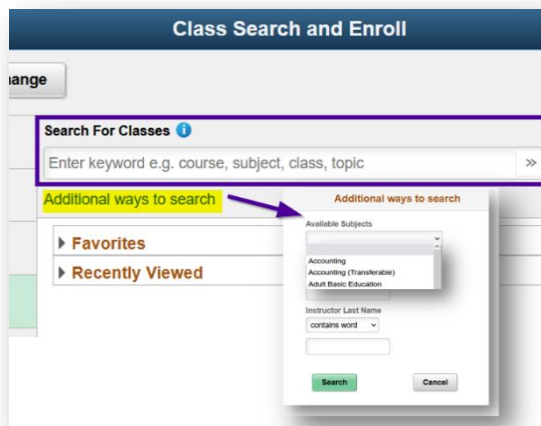 Class Search and Enroll
ange
Search For Classes
Enter keyword e.g. course, subject, class, topic
Additional ways to search
Favorites
Recently Viewed
Additional ways to search
Available Subjects
Accounting
Accounting (Transferable)
Adult Basic Education
Instructor Last Name
contains word
Search
Cancel